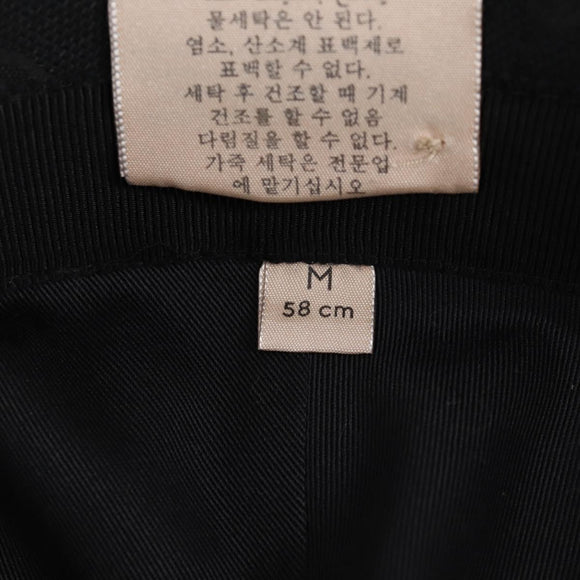 물세탁은 안 된다.
염소, 산소계 표백제로
표백할 수 없다.
세탁 후 건조할 때 기계
건조를 할 수 없음
다림질을 할 수 없다.
가죽 세탁은 전문업
에 맡기십시오
M
58 cm